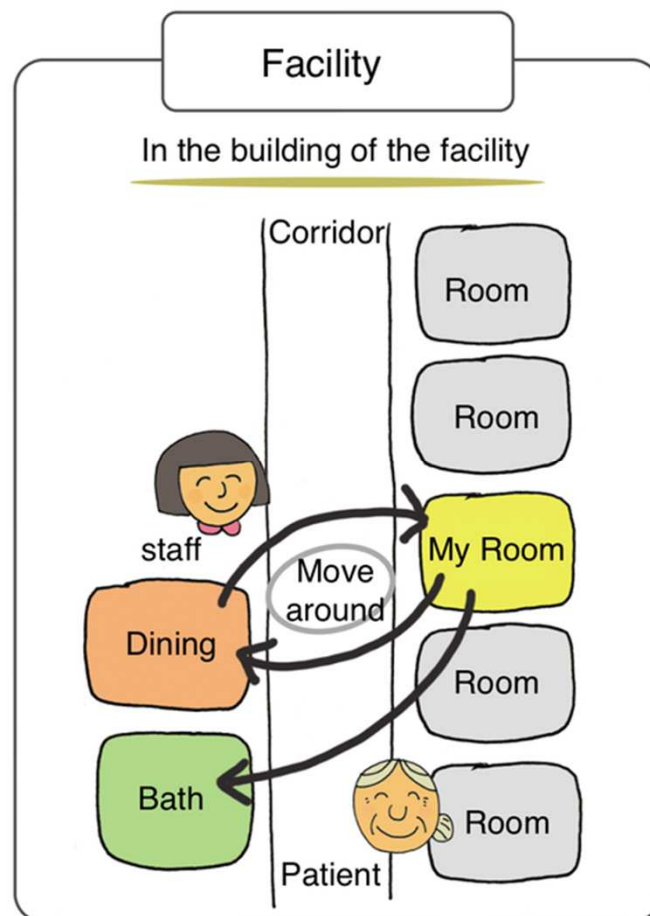 Facility
In the building of the facility
Corridor
Room
Room
staff
My Room
Move
around
Dining
Room
Bath
Room
Patient